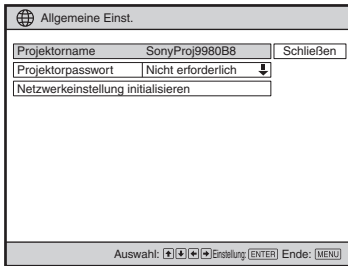 Allgemeine Einst.
Projektorname SonyProj9980B8 Schließen
Projektorpasswort Nicht erforderlich
Netzwerkeinstellung initialisieren
Auswahl: Einstellung: ENTER Ende: MENU